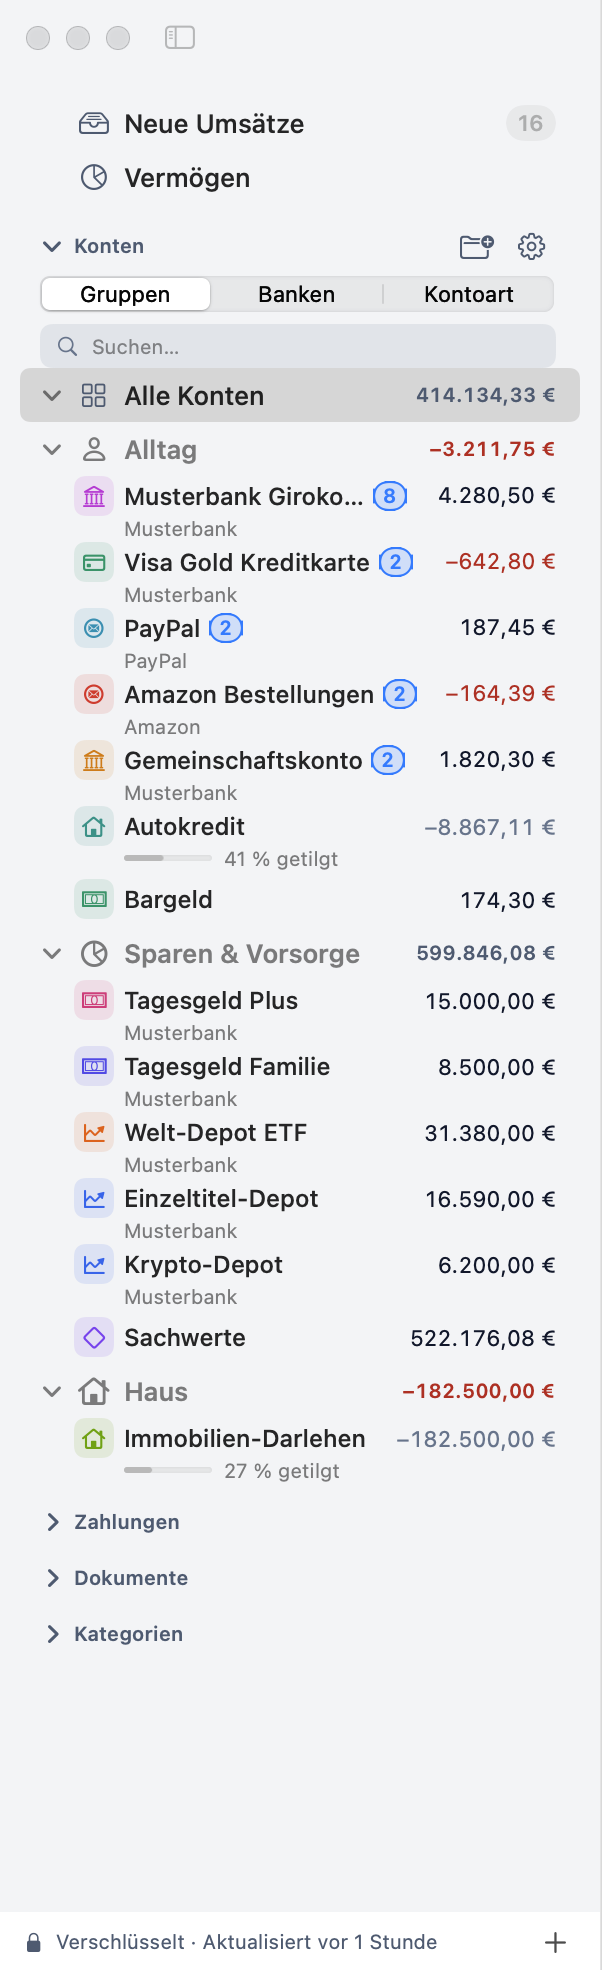 Neue Umsätze 16
Vermögen
Konten
Gruppen Banken Kontoart
Suchen...
Alle Konten 414.134,33 €
Alltag −3.211,75 €
Musterbank Giroko... 8 4.280,50 €
Musterbank
Visa Gold Kreditkarte 2 −642,80 €
Musterbank
PayPal 2 187,45 €
PayPal
Amazon Bestellungen 2 −164,39 €
Amazon
Gemeinschaftskonto 2 1.820,30 €
Musterbank
Autokredit −8.867,11 €
41 % getilgt
Bargeld 174,30 €
Sparen & Vorsorge 599.846,08 €
Tagesgeld Plus 15.000,00 €
Musterbank
Tagesgeld Familie 8.500,00 €
Musterbank
Welt-Depot ETF 31.380,00 €
Musterbank
Einzeltitel-Depot 16.590,00 €
Musterbank
Krypto-Depot 6.200,00 €
Musterbank
Sachwerte 522.176,08 €
Haus −182.500,00 €
Immobilien-Darlehen −182.500,00 €
27 % getilgt
Zahlungen
Dokumente
Kategorien
Verschlüsselt · Aktualisiert vor 1 Stunde